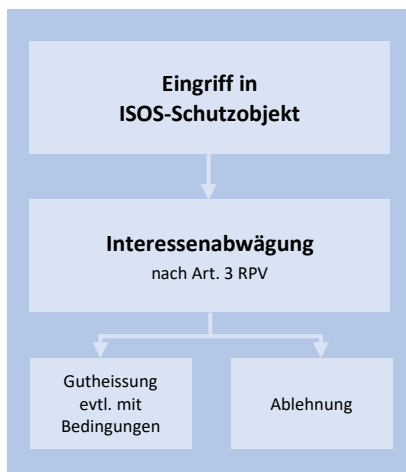 Eingriff in
ISOS-Schutzobjekt
Interessenabwägung
nach Art. 3 RPV
Gutheissung
evtl. mit
Bedingungen
Ablehnung